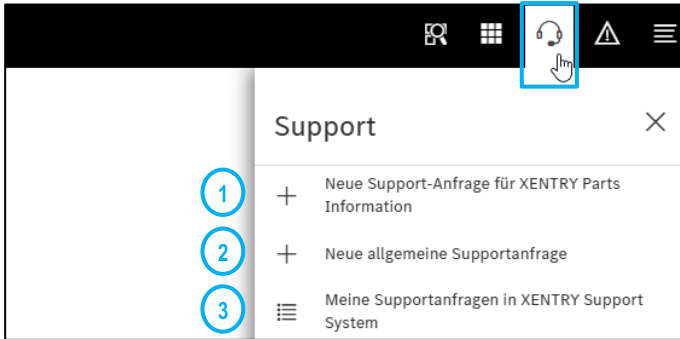 Support
1
Neue Support-Anfrage für XENTRY Parts
Information
2
Neue allgemeine Supportanfrage
3
Meine Supportanfragen in XENTRY Support
System